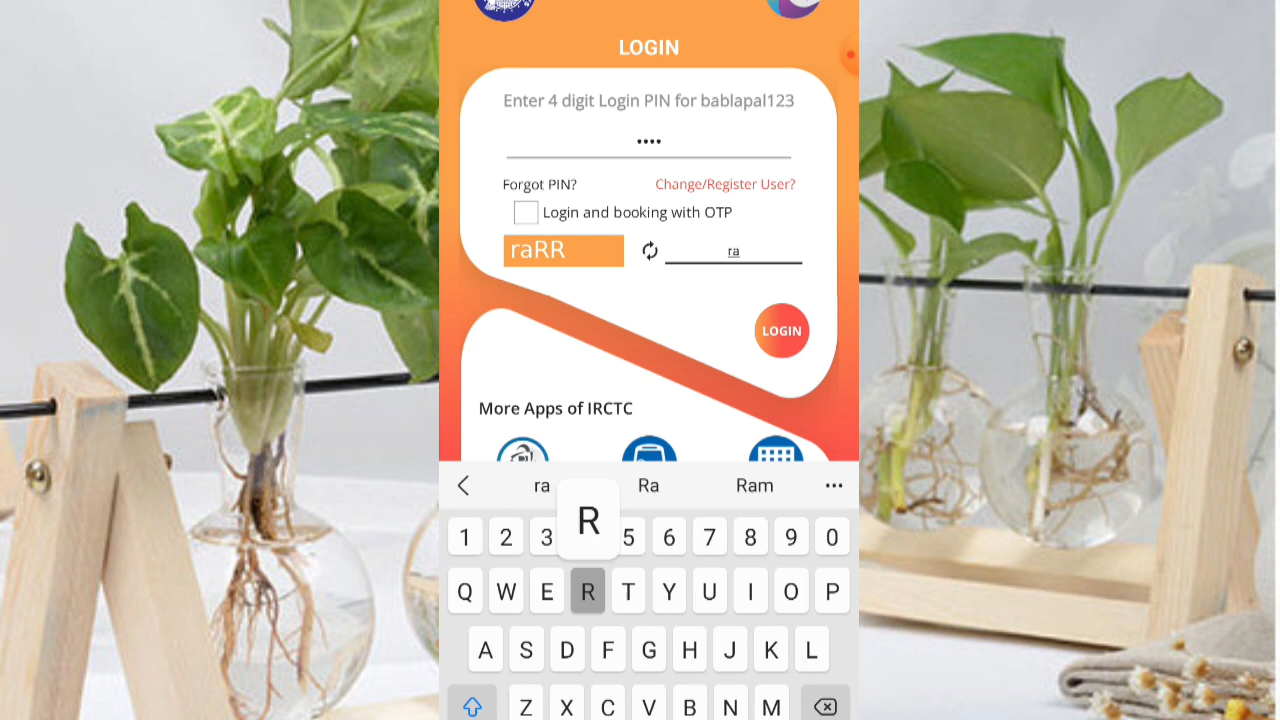 LOGIN
Enter 4 digit Login PIN for bablapal123
••••
Forgot PIN? Change/Register User?
Login and booking with OTP
raRR ra
LOGIN
More Apps of IRCTC
ra Ra Ram •••
R
1 2 3 5 6 7 8 9 0
Q W E R T Y U I O P
A S D F G H J K L
Z X C V B N M